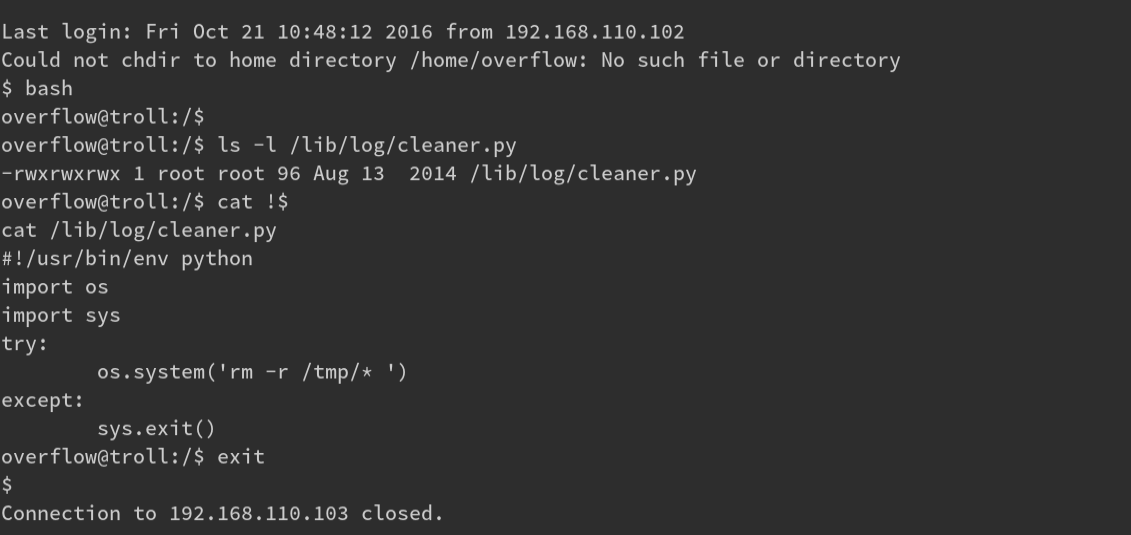 Last login: Fri Oct 21 10:48:12 2016 from 192.168.110.102
Could not chdir to home directory /home/overflow: No such file or directory
$ bash
overflow@troll:/$
overflow@troll:/$ ls -l /lib/log/cleaner.py
-rwxrwxrwx 1 root root 96 Aug 13  2014 /lib/log/cleaner.py
overflow@troll:/$ cat !$
cat /lib/log/cleaner.py
#!/usr/bin/env python
import os
import sys
try:
        os.system('rm -r /tmp/* ')
except:
        sys.exit()
overflow@troll:/$ exit
$
Connection to 192.168.110.103 closed.